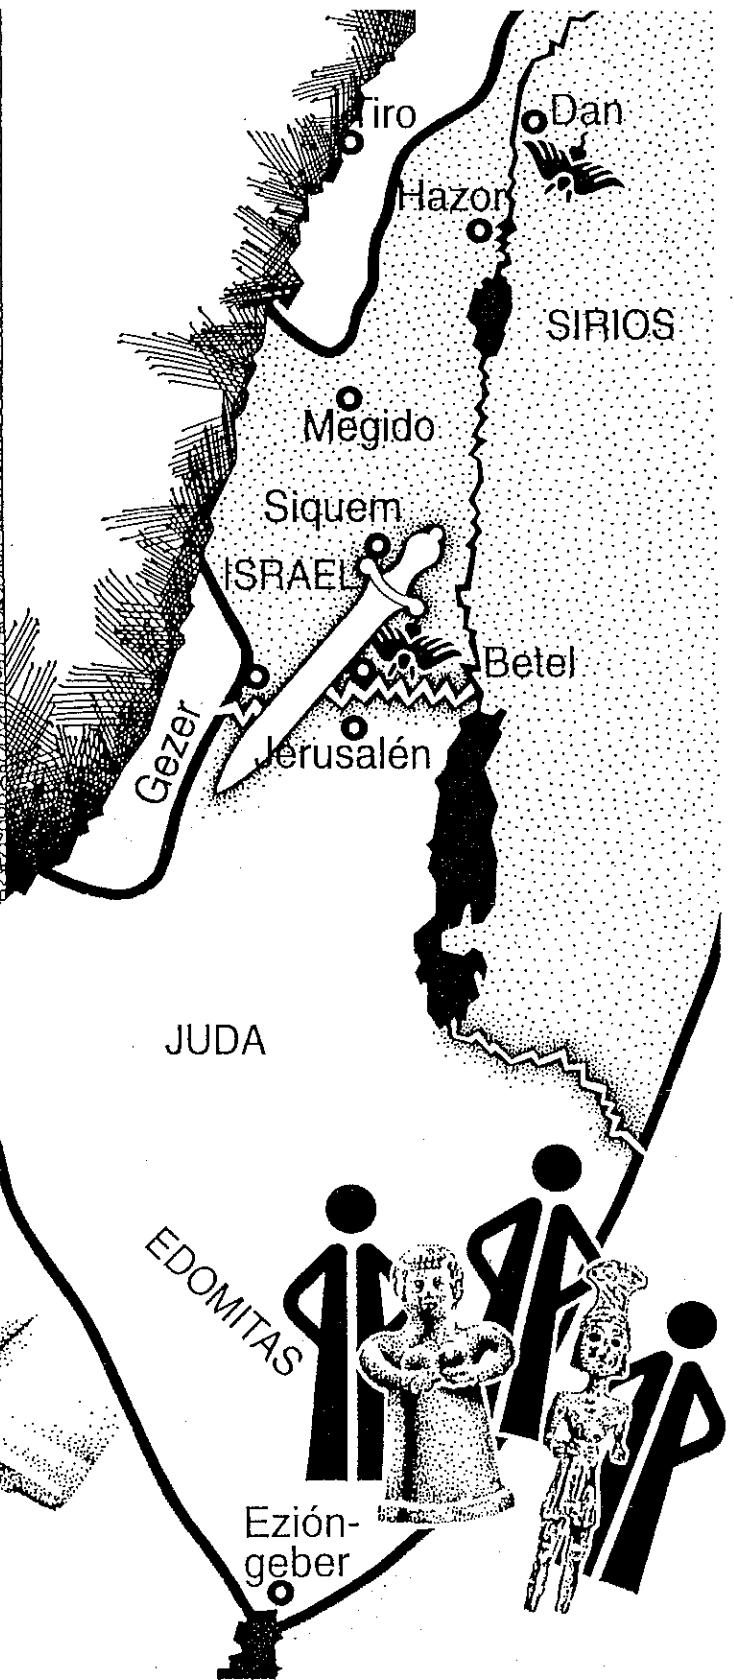 Tiro
Dan
Hazor
SIRIOS
Megido
Siquem
ISRAEL
Betel
Gezer
Jerusalén
JUDA
EDOMITAS
Ezión-
geber